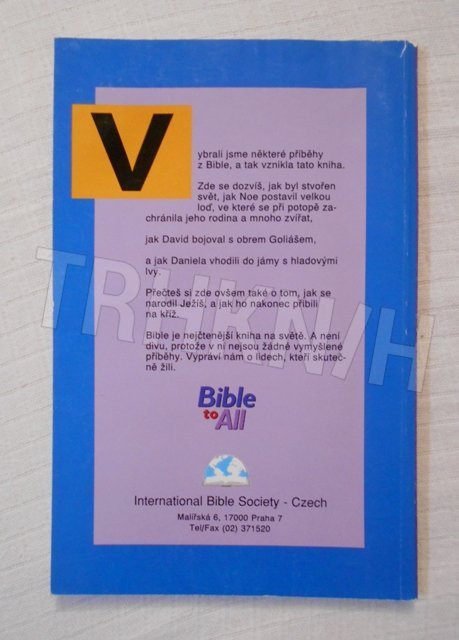 Vybrali jsme některé příběhy
z Bible, a tak vznikla tato kniha.
Zde se dozvíš, jak byl stvořen
svět, jak Noe postavil velkou
loď, ve které se při potopě za-
chránila jeho rodina a mnoho zvířat,
jak David bojoval s obrem Goliášem,
a jak Daniela vhodili do jámy s hladovými
lvy.
Přečteš si zde ovšem také o tom, jak se
narodil Ježíš, a jak ho nakonec přibili
na kříž.
Bible je nejčtenější kniha na světě. A není
divu, protože v ní nejsou žádné vymyšlené
příběhy. Vypráví nám o lidech, kteří skuteč-
ně žili.
TRHKNIH
Bible
to All
International Bible Society - Czech
Malířská 6, 17000 Praha 7
Tel/Fax (02) 371520